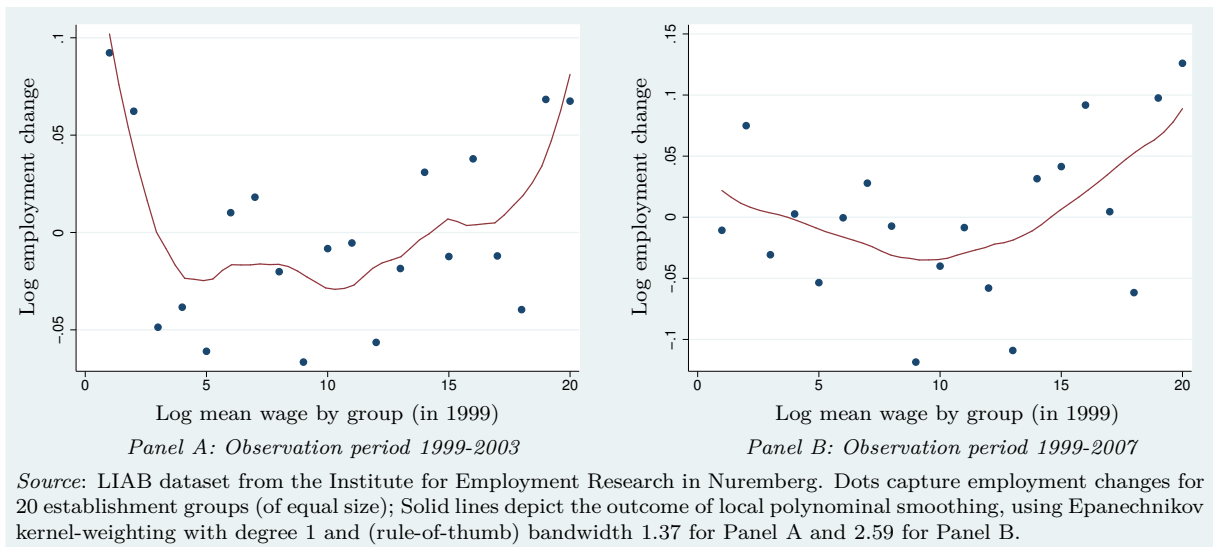 Log employment change
.1
.05
0
-.05
0 5 10 15 20
Log mean wage by group (in 1999)
Panel A: Observation period 1999-2003
Log employment change
.15
.1
.05
0
-.05
-.1
0 5 10 15 20
Log mean wage by group (in 1999)
Panel B: Observation period 1999-2007
Source: LIAB dataset from the Institute for Employment Research in Nuremberg. Dots capture employment changes for
20 establishment groups (of equal size); Solid lines depict the outcome of local polynominal smoothing, using Epanechnikov
kernel-weighting with degree 1 and (rule-of-thumb) bandwidth 1.37 for Panel A and 2.59 for Panel B.